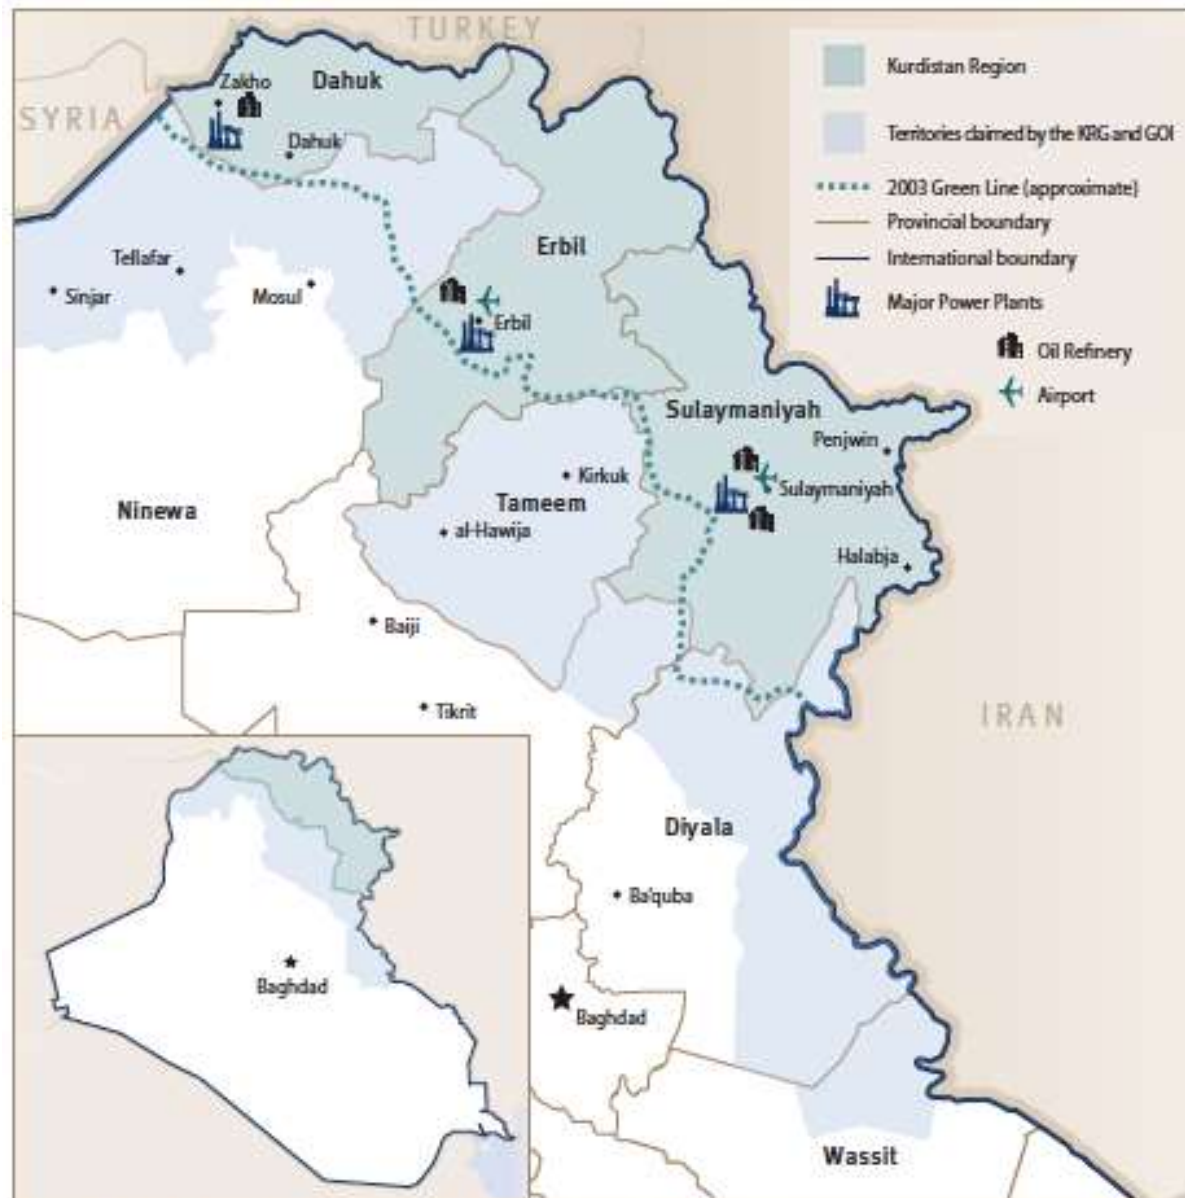 TURKEY
SYRIA
Zakho
Dahuk
Dahuk
Kurdistan Region
Territories claimed by the KRG and GOI
2003 Green Line (approximate)
Provincial boundary
International boundary
Major Power Plants
Oil Refinery
Airport
Erbil
Tellafar
Sinjar
Mosul
Erbil
Sulaymaniyah
Penjwin
Kirkuk
Sulaymaniyah
Ninewa
Tameem
al-Hawija
Halabja
Baiji
Tikrit
IRAN
Diyala
Ba'quba
Baghdad
Baghdad
Wassit